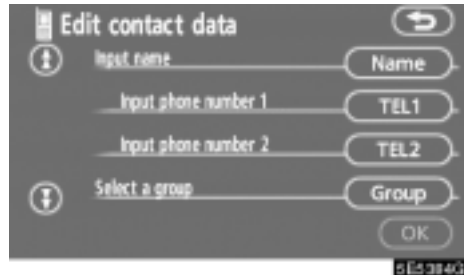 Edit contact data
Input name
Name
Input phone number 1
TEL1
Input phone number 2
TEL2
Select a group
Group
OK